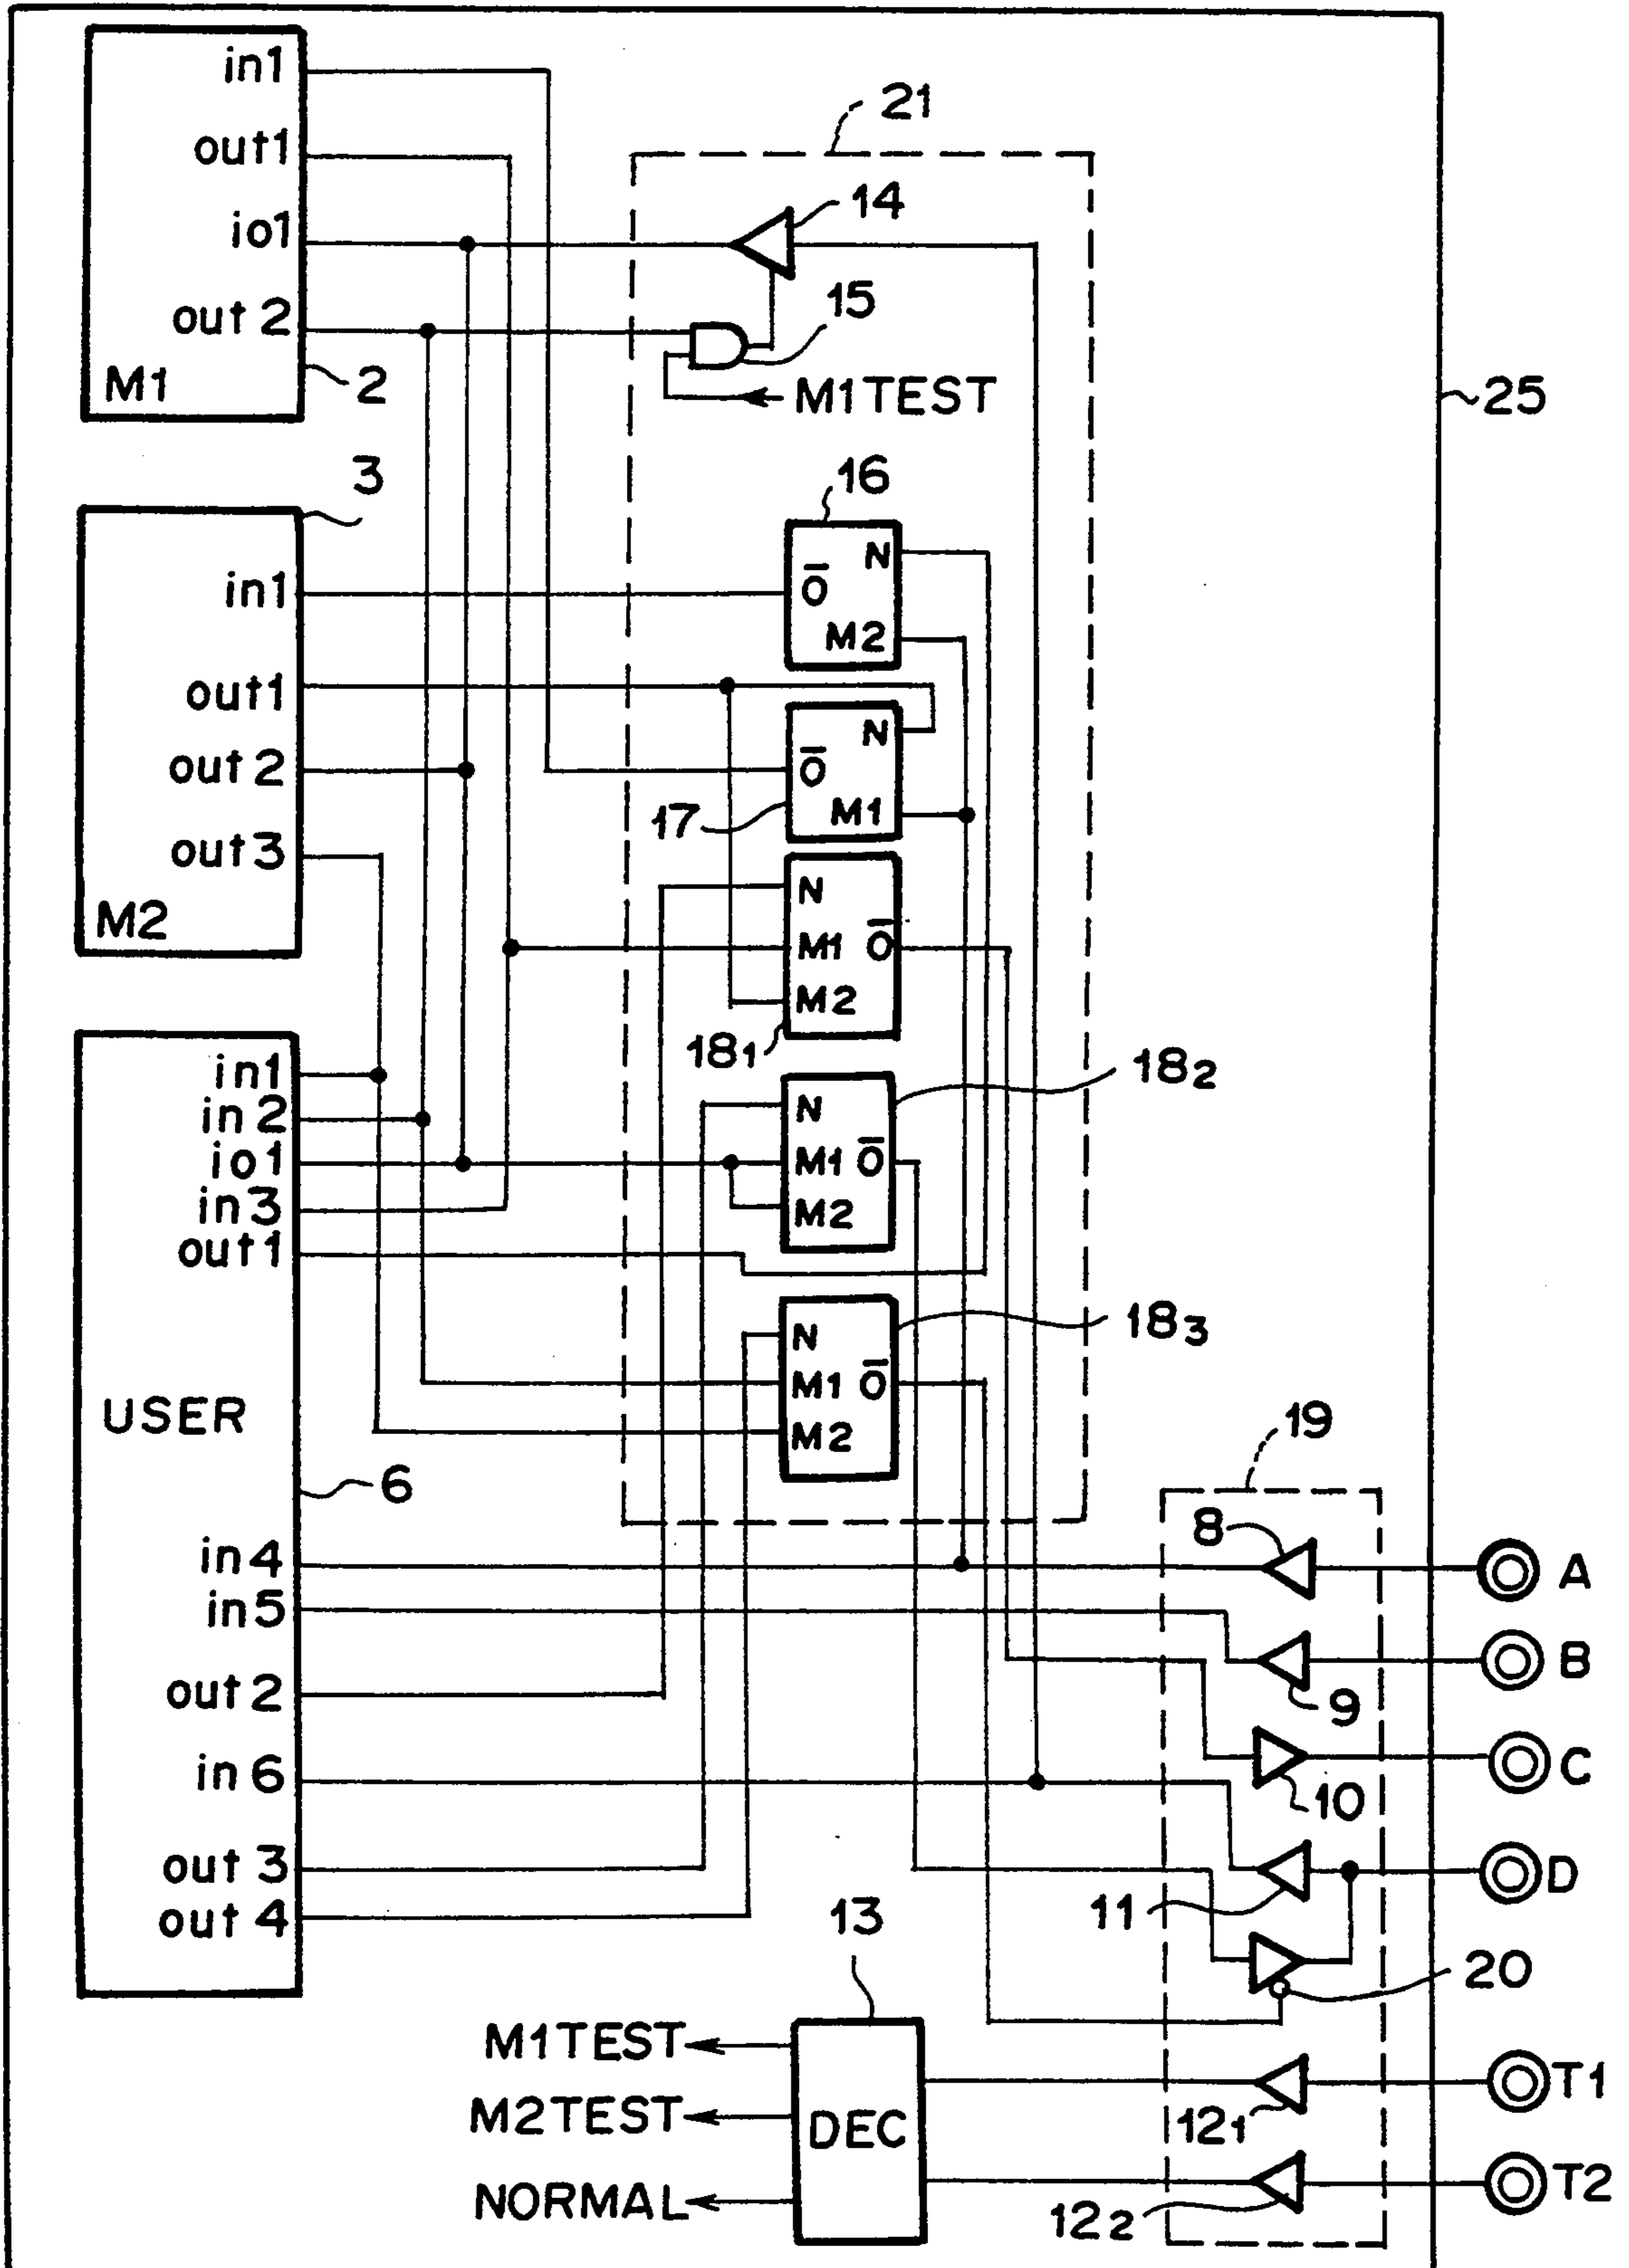 in1
out1
io1
out 2
M1
2
21
14
15
M1TEST
25
3
in1
out1
out 2
out3
M2
16
N
O̅
M2
17
N
O̅
M1
N
M1 O̅
M2
18₁
in1
in 2
io1
in3
out1
USER
6
in4
in5
out 2
in 6
out 3
out 4
18₂
N
M1 O̅
M2
18₃
N
M1 O̅
M2
19
8
A
9
B
10
C
11
D
20
12₁
T1
12₂
T2
13
DEC
M1TEST
M2TEST
NORMAL